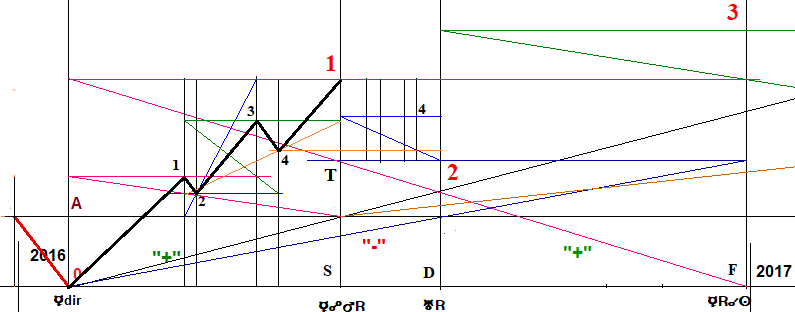 3
1
3
4
1
4
2
T
2
A
2016
0
"+"
"-"
"+"
S
D
F
2017
☿dir
☿☍♂R
♅R
☿R☌☉